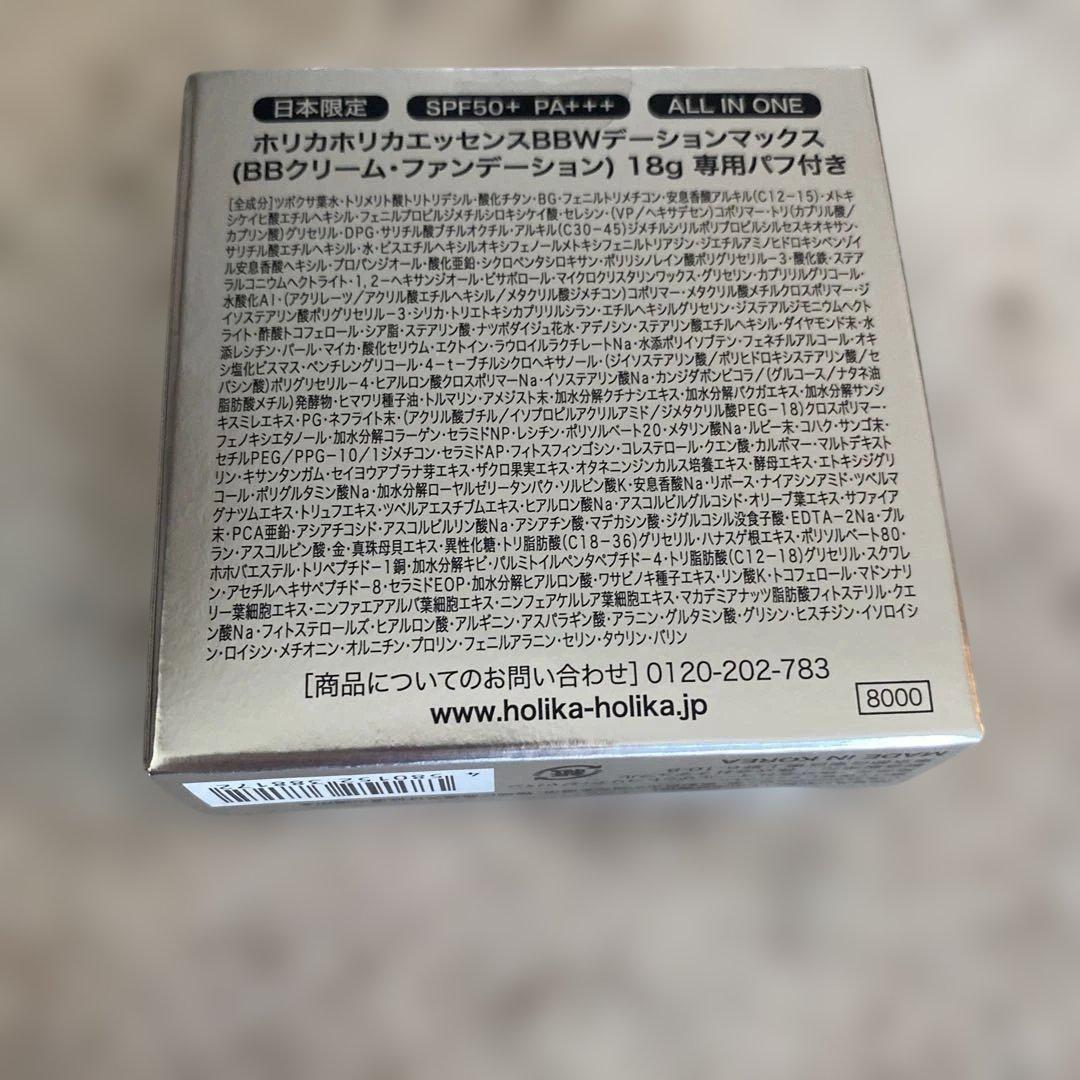 日本限定 SPF50+ PA+++ ALL IN ONE
ホリカホリカエッセンスBBWデーションマックス
(BBクリーム・ファンデーション) 18g 専用パフ付き
[全成分]ツボクサ葉水・トリメリト酸トリトリデシル・酸化チタン・BG・フェニルトリメチコン・安息香酸アルキル(C12-15)・メトキ
シケイヒ酸エチルヘキシル・フェニルプロピルジメチルシロキシケイ酸・セレシン・(VP/ヘキサデセン)コポリマー・トリ(カプリル酸/
カプリン酸)グリセリル・DPG・サリチル酸ブチルオクチル・アルキル(C30-45)ジメチルシリルポリプロピルシルセスキオキサン・
サリチル酸エチルヘキシル・水・ビスエチルヘキシルオキシフェノールメトキシフェニルトリアジン・ジエチルアミノヒドロキシベンゾイ
ル安息香酸ヘキシル・プロパンジオール・酸化亜鉛・シクロペンタシロキサン・ポリリシノレイン酸ポリグリセリル-3・酸化鉄・ステア
ラルコニウムヘクトライト・1,2-ヘキサンジオール・ビサボロール・マイクロクリスタリンワックス・グリセリン・カプリリルグリコール・
水酸化Al・(アクリレーツ/アクリル酸エチルヘキシル/メタクリル酸ジメチコン)コポリマー・メタクリル酸メチルクロスポリマー・ジ
イソステアリン酸ポリグリセリル-3・シリカ・トリエトキシカプリリルシラン・エチルヘキシルグリセリン・ジステアルジモニウムヘクト
ライト・酢酸トコフェロール・シア脂・ステアリン酸・ナツボダイジュ花水・アデノシン・ステアリン酸エチルヘキシル・ダイヤモンド末・水
添レシチン・パール・マイカ・酸化セリウム・エクトイン・ラウロイルラクチレートNa・水添ポリイソブテン・フェネチルアルコール・オキ
シ塩化ビスマス・ペンチレングリコール・4-t-ブチルシクロヘキサノール・(ジイソステアリン酸/ポリヒドロキシステアリン酸/セ
バシン酸)ポリグリセリル-4・ヒアルロン酸クロスポリマーNa・イソステアリン酸Na・カンジダボンビコラ/(グルコース/ナタネ油
脂肪酸メチル)発酵物・ヒマワリ種子油・トルマリン・アメジスト末・加水分解クチナシエキス・加水分解バクガエキス・加水分解サンシ
キスミレエキス・PG・ネフライト末・(アクリル酸ブチル/イソプロピルアクリルアミド/ジメタクリル酸PEG-18)クロスポリマー・
フェノキシエタノール・加水分解コラーゲン・セラミドNP・レシチン・ポリソルベート20・メタリン酸Na・ルビー末・コハク・サンゴ末・
セチルPEG/PPG-10/1ジメチコン・セラミドAP・フィトスフィンゴシン・コレステロール・クエン酸・カルボマー・マルトデキスト
リン・キサンタンガム・セイヨウアブラナ芽エキス・ザクロ果実エキス・オタネニンジンカルス培養エキス・酵母エキス・エトキシジグリ
コール・ポリグルタミン酸Na・加水分解ローヤルゼリータンパク・ソルビン酸K・安息香酸Na・リボース・ナイアシンアミド・ツベルマ
グナツムエキス・トリュフエキス・ツベルアエスチブムエキス・ヒアルロン酸Na・アスコルビルグルコシド・オリーブ葉エキス・サファイア
末・PCA亜鉛・アシアチコシド・アスコルビルリン酸Na・アシアチン酸・マデカシン酸・ジグルコシル没食子酸・EDTA-2Na・プル
ラン・アスコルビン酸・金・真珠母貝エキス・異性化糖・トリ脂肪酸(C18-36)グリセリル・ハナスゲ根エキス・ポリソルベート80・
ホホバエステル・トリペプチド-1銅・加水分解キビ・パルミトイルペンタペプチド-4・トリ脂肪酸(C12-18)グリセリル・スクワレ
ン・アセチルヘキサペプチド-8・セラミドEOP・加水分解ヒアルロン酸・ワサビノキ種子エキス・リン酸K・トコフェロール・マドンナリ
リー葉細胞エキス・ニンファエアアルバ葉細胞エキス・ニンフェアケルレア葉細胞エキス・マカデミアナッツ脂肪酸フィトステリル・クエ
ン酸Na・フィトステロールズ・ヒアルロン酸・アルギニン・アスパラギン酸・アラニン・グルタミン酸・グリシン・ヒスチジン・イソロイシ
ン・ロイシン・メチオニン・オルニチン・プロリン・フェニルアラニン・セリン・タウリン・バリン
[商品についてのお問い合わせ] 0120-202-783
www.holika-holika.jp
8000
MADE IN KOREA
4 580152 388172